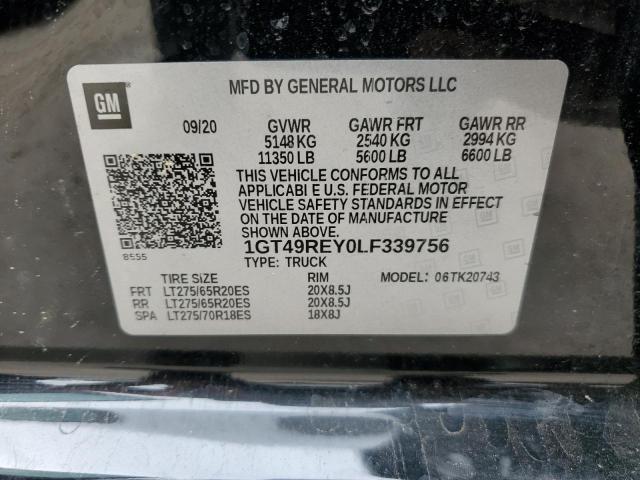 GM
MFD BY GENERAL MOTORS LLC
09/20 GVWR GAWR FRT GAWR RR
5148 KG 2540 KG 2994 KG
11350 LB 5600 LB 6600 LB
THIS VEHICLE CONFORMS TO ALL
APPLICABI E U.S. FEDERAL MOTOR
VEHICLE SAFETY STANDARDS IN EFFECT
ON THE DATE OF MANUFACTURE
SHOWN ABOVE.
1GT49REY0LF339756
8555
TYPE: TRUCK
TIRE SIZE RIM MODEL: 06TK20743
FRT LT275/65R20ES 20X8.5J
RR LT275/65R20ES 20X8.5J
SPA LT275/70R18ES 18X8J